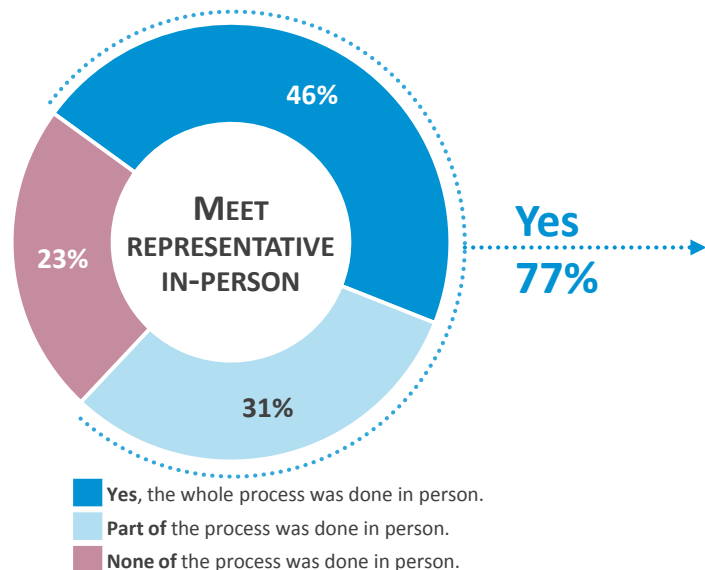 46%
MEET
REPRESENTATIVE
IN-PERSON
23%
31%
Yes
77%
Yes, the whole process was done in person.
Part of the process was done in person.
None of the process was done in person.